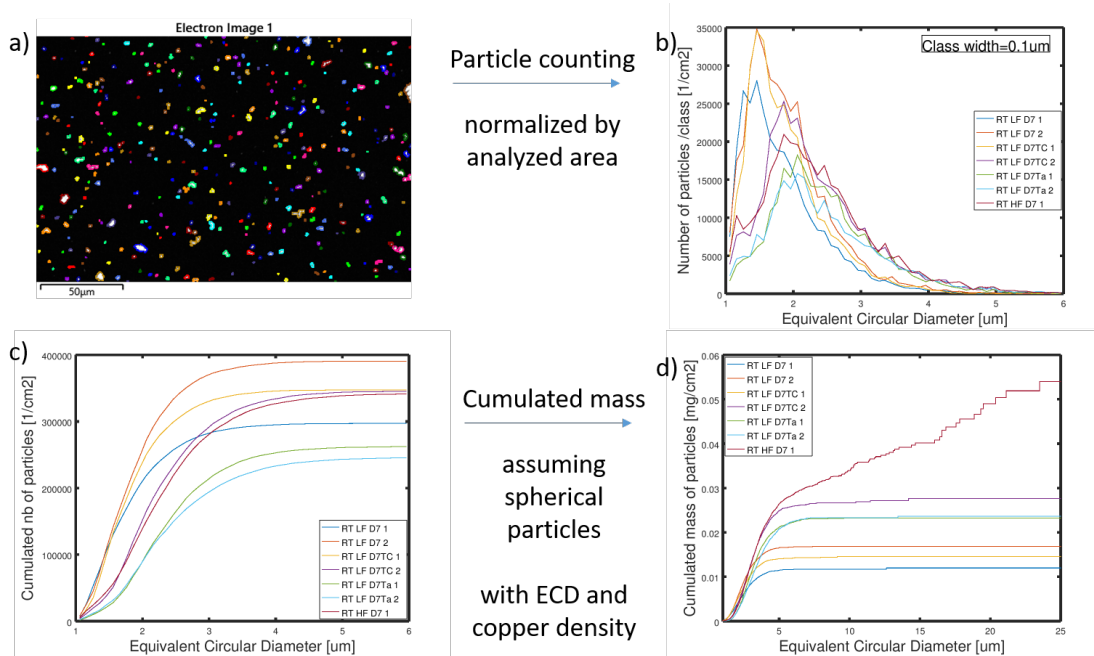 a)
Electron Image 1
50µm
Particle counting
normalized by
analyzed area
b)
Class width=0.1um
Number of particles /class [1/cm2]
35000
30000
25000
20000
15000
10000
5000
0
1
2
3
4
5
6
Equivalent Circular Diameter [um]
RT LF D7 1
RT LF D7 2
RT LF D7TC 1
RT LF D7TC 2
RT LF D7Ta 1
RT LF D7Ta 2
RT HF D7 1
c)
Cumulated nb of particles [1/cm2]
400000
300000
200000
100000
0
1
2
3
4
5
6
Equivalent Circular Diameter [um]
RT LF D7 1
RT LF D7 2
RT LF D7TC 1
RT LF D7TC 2
RT LF D7Ta 1
RT LF D7Ta 2
RT HF D7 1
Cumulated mass
assuming
spherical
particles
with ECD and
copper density
d)
Cumulated mass of particles [mg/cm2]
0.06
0.05
0.04
0.03
0.02
0.01
0
5
10
15
20
25
Equivalent Circular Diameter [um]
RT LF D7 1
RT LF D7 2
RT LF D7TC 1
RT LF D7TC 2
RT LF D7Ta 1
RT LF D7Ta 2
RT HF D7 1